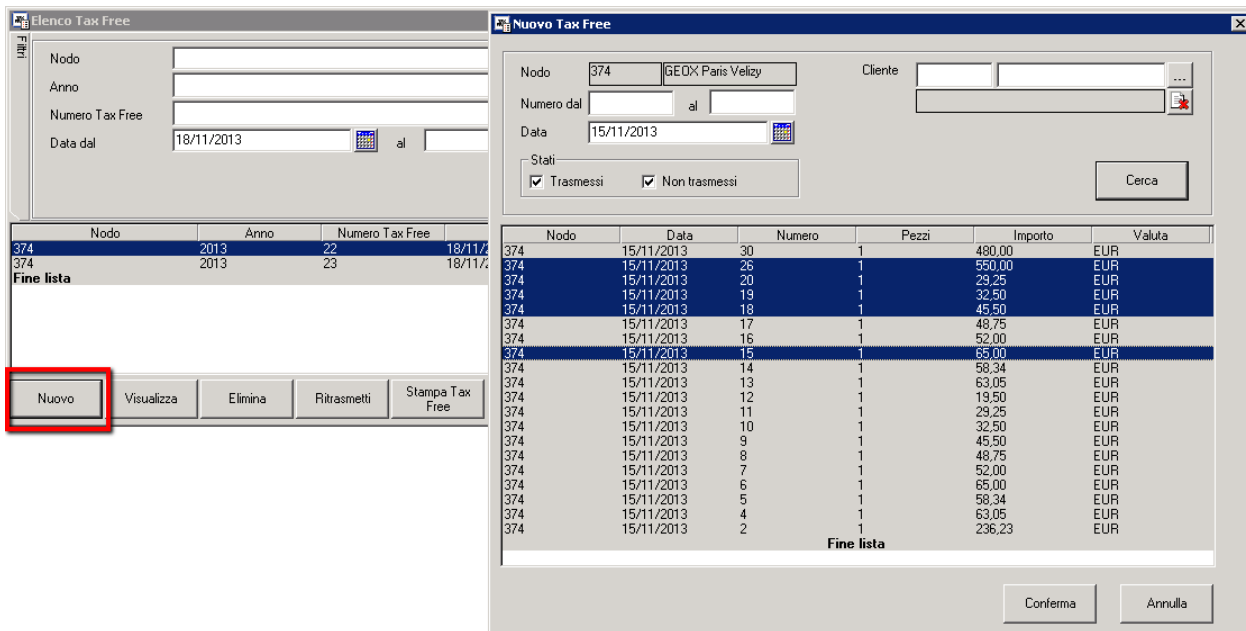 Elenco Tax Free
Filtri
Nodo
Anno
Numero Tax Free
Data dal 18/11/2013 al
Nodo Anno Numero Tax Free
374 2013 22 18/11/2
374 2013 23 18/11/2
Fine lista
Nuovo Visualizza Elimina Ritrasmetti Stampa Tax
Free
Nuovo Tax Free
Nodo 374 GEOX Paris Velizy Cliente ...
Numero dal al
Data 15/11/2013
Stati
Trasmessi Non trasmessi Cerca
Nodo Data Numero Pezzi Importo Valuta
374 15/11/2013 30 1 480,00 EUR
374 15/11/2013 26 1 550,00 EUR
374 15/11/2013 20 1 29,25 EUR
374 15/11/2013 19 1 32,50 EUR
374 15/11/2013 18 1 45,50 EUR
374 15/11/2013 17 1 48,75 EUR
374 15/11/2013 16 1 52,00 EUR
374 15/11/2013 15 1 65,00 EUR
374 15/11/2013 14 1 58,34 EUR
374 15/11/2013 13 1 63,05 EUR
374 15/11/2013 12 1 19,50 EUR
374 15/11/2013 11 1 29,25 EUR
374 15/11/2013 10 1 32,50 EUR
374 15/11/2013 9 1 45,50 EUR
374 15/11/2013 8 1 48,75 EUR
374 15/11/2013 7 1 52,00 EUR
374 15/11/2013 6 1 65,00 EUR
374 15/11/2013 5 1 58,34 EUR
374 15/11/2013 4 1 63,05 EUR
374 15/11/2013 2 1 236,23 EUR
Fine lista
Conferma Annulla